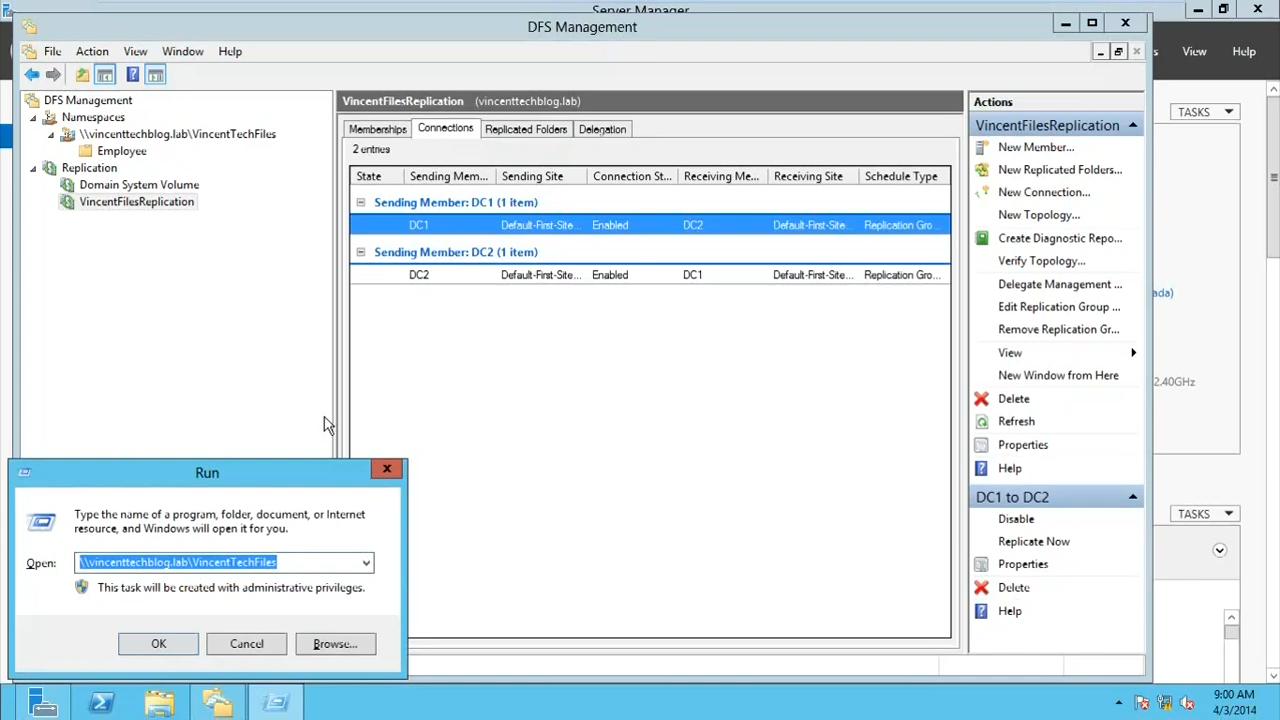 Server Manager
DFS Management
File Action View Window Help
View Help
DFS Management
Namespaces
\\vincenttechblog.lab\VincentTechFiles
Employee
Replication
Domain System Volume
VincentFilesReplication
VincentFilesReplication (vincenttechblog.lab)
Memberships Connections Replicated Folders Delegation
2 entries
State Sending Mem... Sending Site Connection St... Receiving Me... Receiving Site Schedule Type
Sending Member: DC1 (1 item)
DC1 Default-First-Site... Enabled DC2 Default-First-Site... Replication Gro...
Sending Member: DC2 (1 item)
DC2 Default-First-Site... Enabled DC1 Default-First-Site... Replication Gro...
Actions
VincentFilesReplication
New Member...
New Replicated Folders...
New Connection...
New Topology...
Create Diagnostic Repo...
Verify Topology...
Delegate Management ...
Edit Replication Group ...
Remove Replication Gr...
View
New Window from Here
Delete
Refresh
Properties
Help
DC1 to DC2
Disable
Replicate Now
Properties
Delete
Help
TASKS
ada)
2.40GHz
TASKS
Run
Type the name of a program, folder, document, or Internet
resource, and Windows will open it for you.
Open: \\vincenttechblog.lab\VincentTechFiles
This task will be created with administrative privileges.
OK Cancel Browse...
9:00 AM
4/3/2014